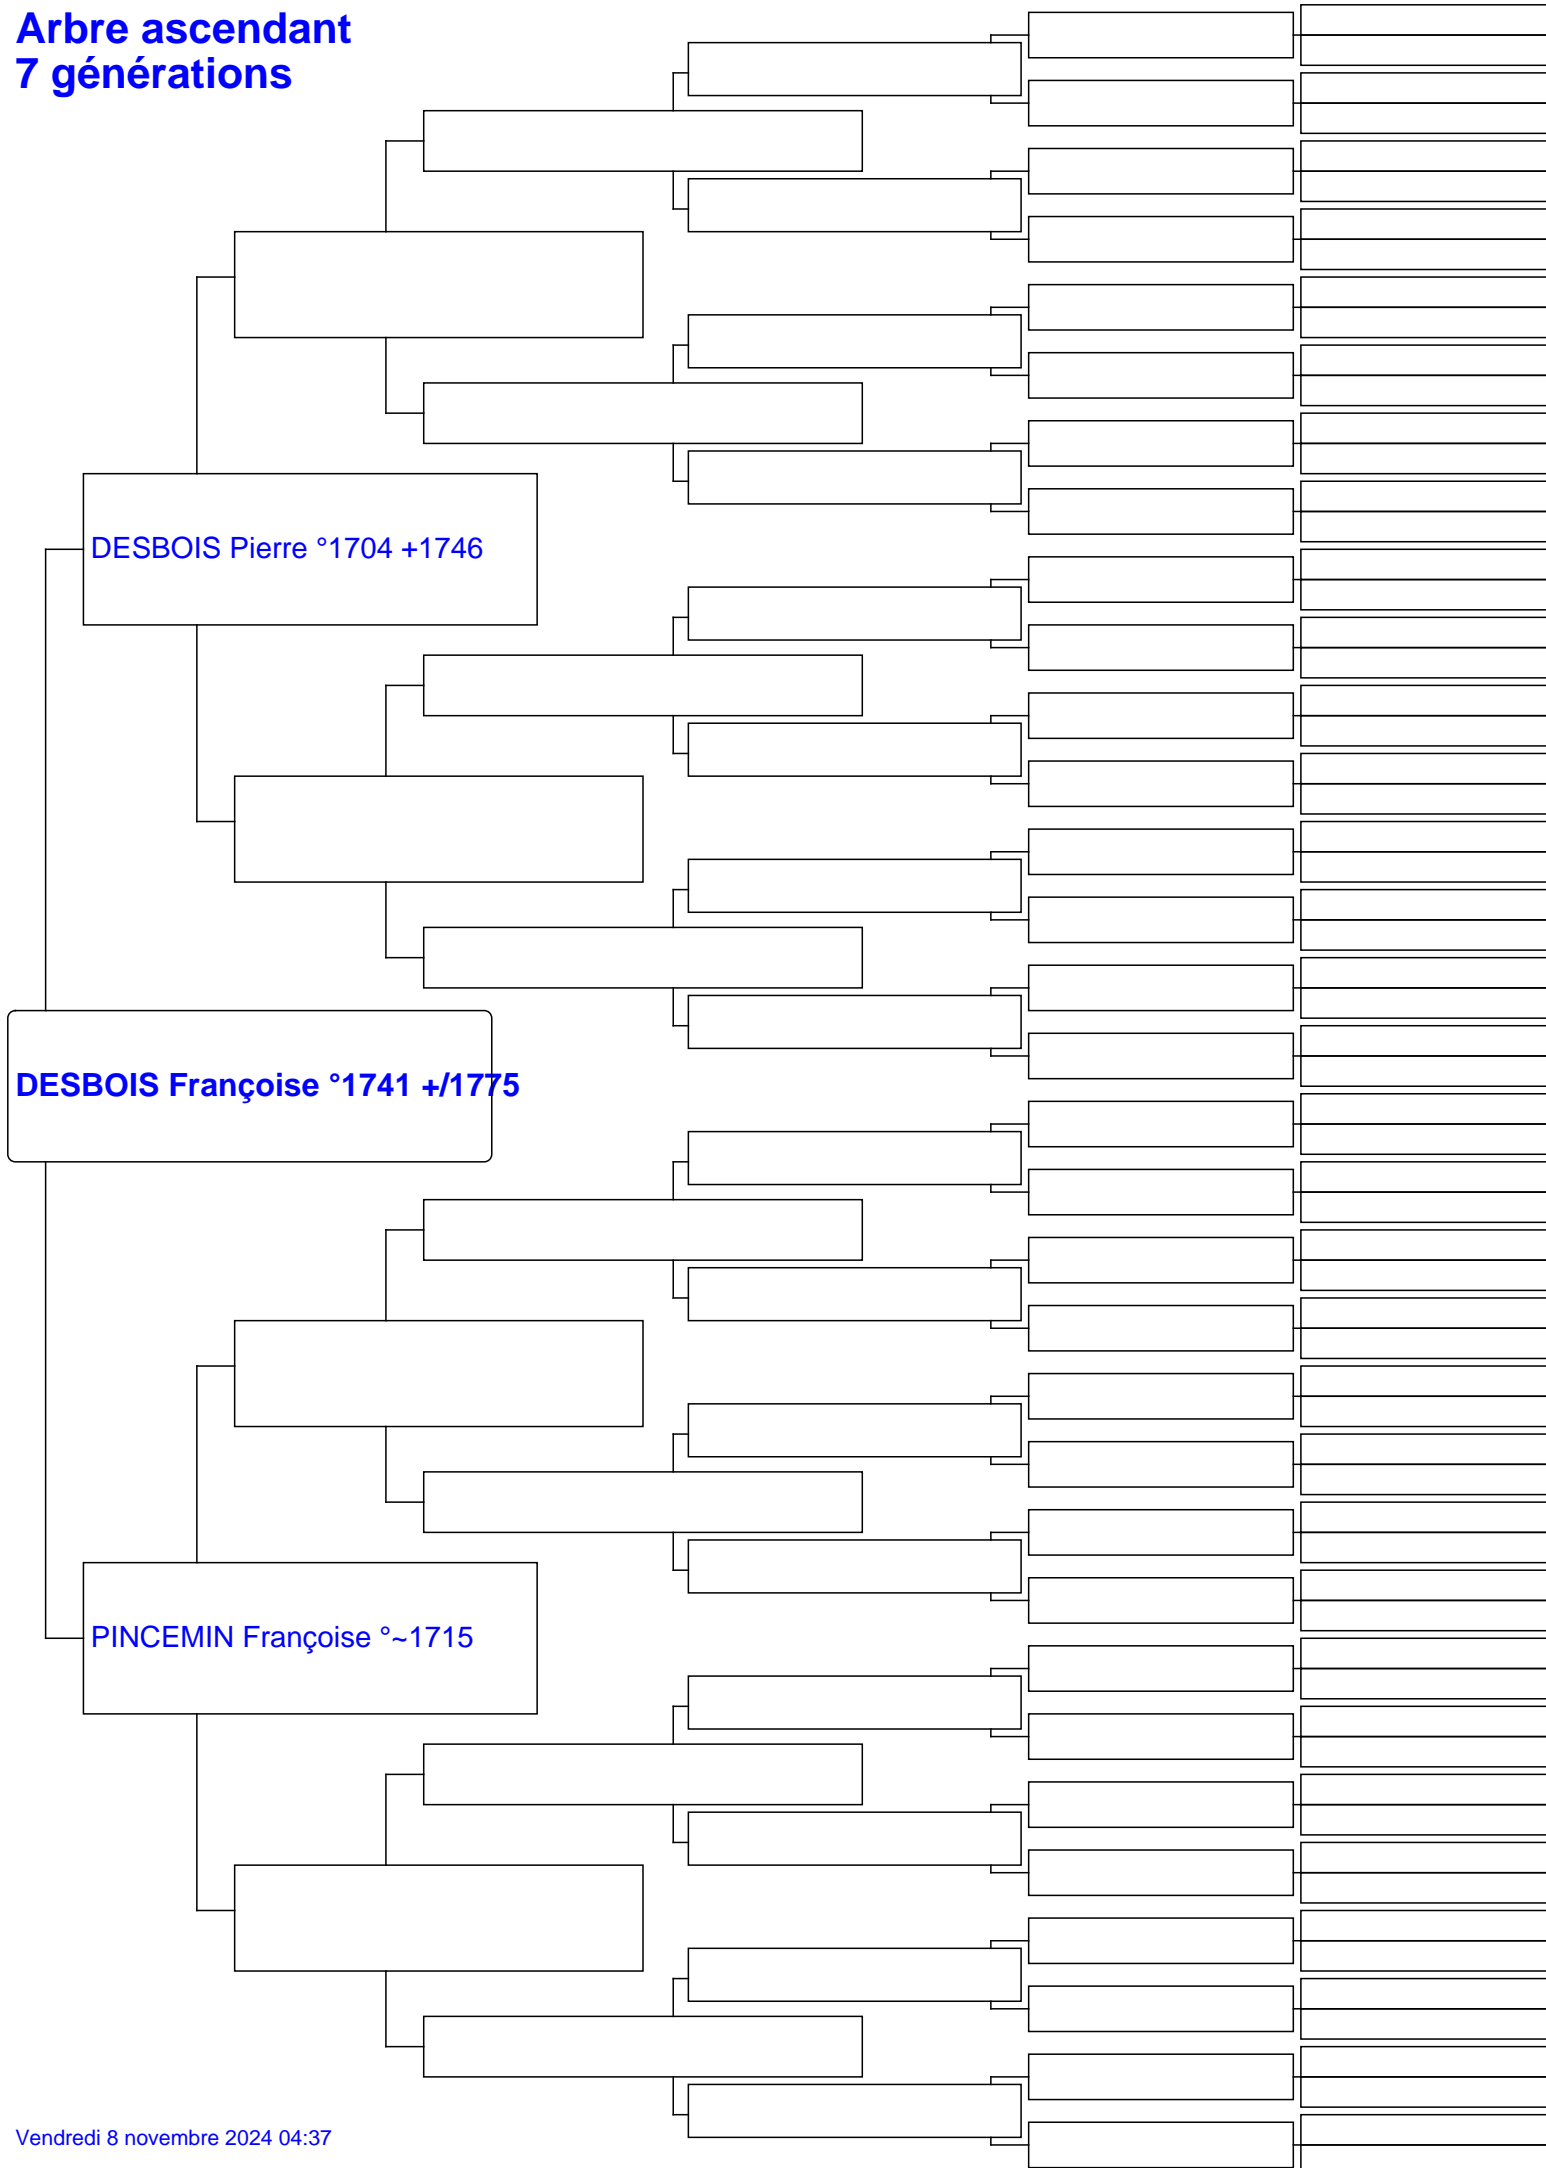 Arbre ascendant
7 générations
DESBOIS Pierre °1704 +1746
DESBOIS Françoise °1741 +/1775
PINCEMIN Françoise °~1715
Vendredi 8 novembre 2024 04:37